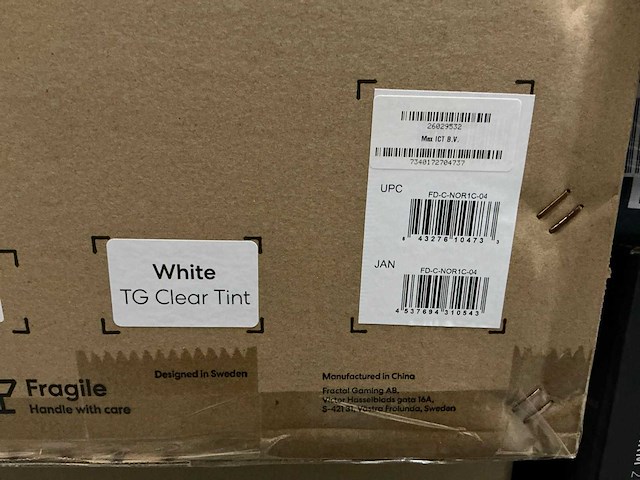 26029532
Max ICT B.V.
7340172704737
UPC
FD-C-NOR1C-04
8 43276 10473 3
JAN
FD-C-NOR1C-04
4 537694 310543
White
TG Clear Tint
Designed in Sweden
Fragile
Handle with care
Manufactured in China
Fractal Gaming AB,
Victor Hasselblads gata 16A,
S-421 31, Västra Frolunda, Sweden